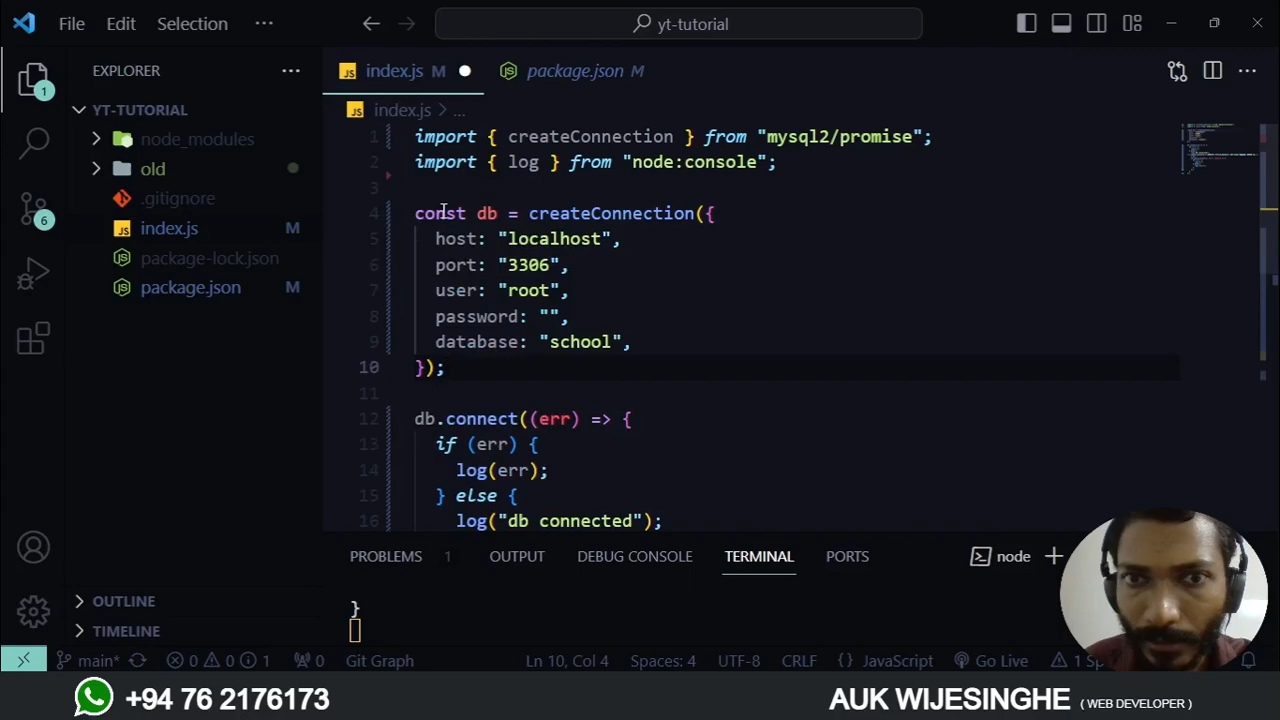 File Edit Selection ··· yt-tutorial
EXPLORER ···
YT-TUTORIAL
node_modules
old
.gitignore
index.js M
package-lock.json
package.json M
OUTLINE
TIMELINE
1
6
index.js M package.json M
index.js > ...
1 import { createConnection } from "mysql2/promise";
2 import { log } from "node:console";
3
4 const db = createConnection({
5 host: "localhost",
6 port: "3306",
7 user: "root",
8 password: "",
9 database: "school",
10 });
11
12 db.connect((err) => {
13 if (err) {
14 log(err);
15 } else {
16 log("db connected");
PROBLEMS 1 OUTPUT DEBUG CONSOLE TERMINAL PORTS node
}
main* 0 0 1 0 Git Graph Ln 10, Col 4 Spaces: 4 UTF-8 CRLF {} JavaScript Go Live
+94 76 2176173 AUK WIJESINGHE ( WEB DEVELOPER )